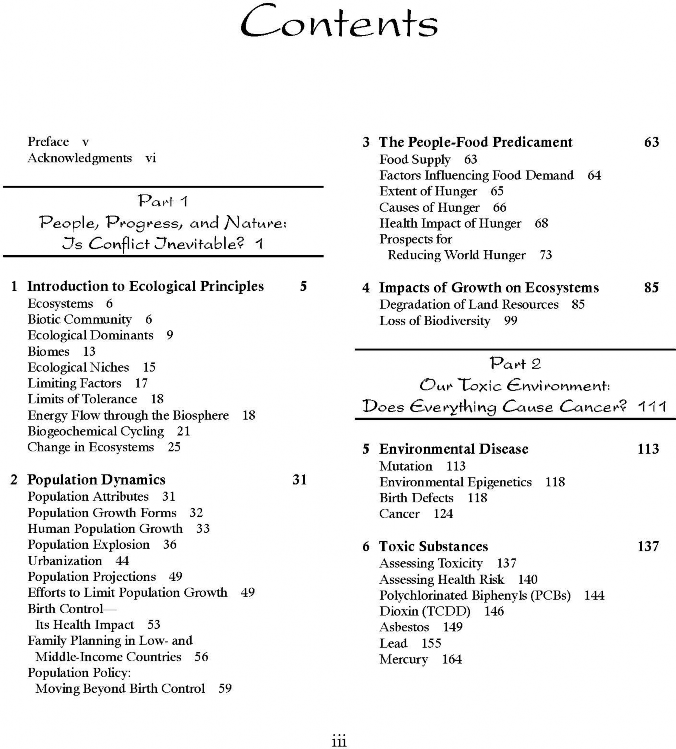 Contents
Preface v
Acknowledgments vi
Part 1
People, Progress, and Nature:
Is Conflict Inevitable? 1
1 Introduction to Ecological Principles 5
Ecosystems 6
Biotic Community 6
Ecological Dominants 9
Biomes 13
Ecological Niches 15
Limiting Factors 17
Limits of Tolerance 18
Energy Flow through the Biosphere 18
Biogeochemical Cycling 21
Change in Ecosystems 25
2 Population Dynamics 31
Population Attributes 31
Population Growth Forms 32
Human Population Growth 33
Population Explosion 36
Urbanization 44
Population Projections 49
Efforts to Limit Population Growth 49
Birth Control—
Its Health Impact 53
Family Planning in Low- and
Middle-Income Countries 56
Population Policy:
Moving Beyond Birth Control 59
3 The People-Food Predicament 63
Food Supply 63
Factors Influencing Food Demand 64
Extent of Hunger 65
Causes of Hunger 66
Health Impact of Hunger 68
Prospects for
Reducing World Hunger 73
4 Impacts of Growth on Ecosystems 85
Degradation of Land Resources 85
Loss of Biodiversity 99
Part 2
Our Toxic Environment:
Does Everything Cause Cancer? 111
5 Environmental Disease 113
Mutation 113
Environmental Epigenetics 118
Birth Defects 118
Cancer 124
6 Toxic Substances 137
Assessing Toxicity 137
Assessing Health Risk 140
Polychlorinated Biphenyls (PCBs) 144
Dioxin (TCDD) 146
Asbestos 149
Lead 155
Mercury 164
iii